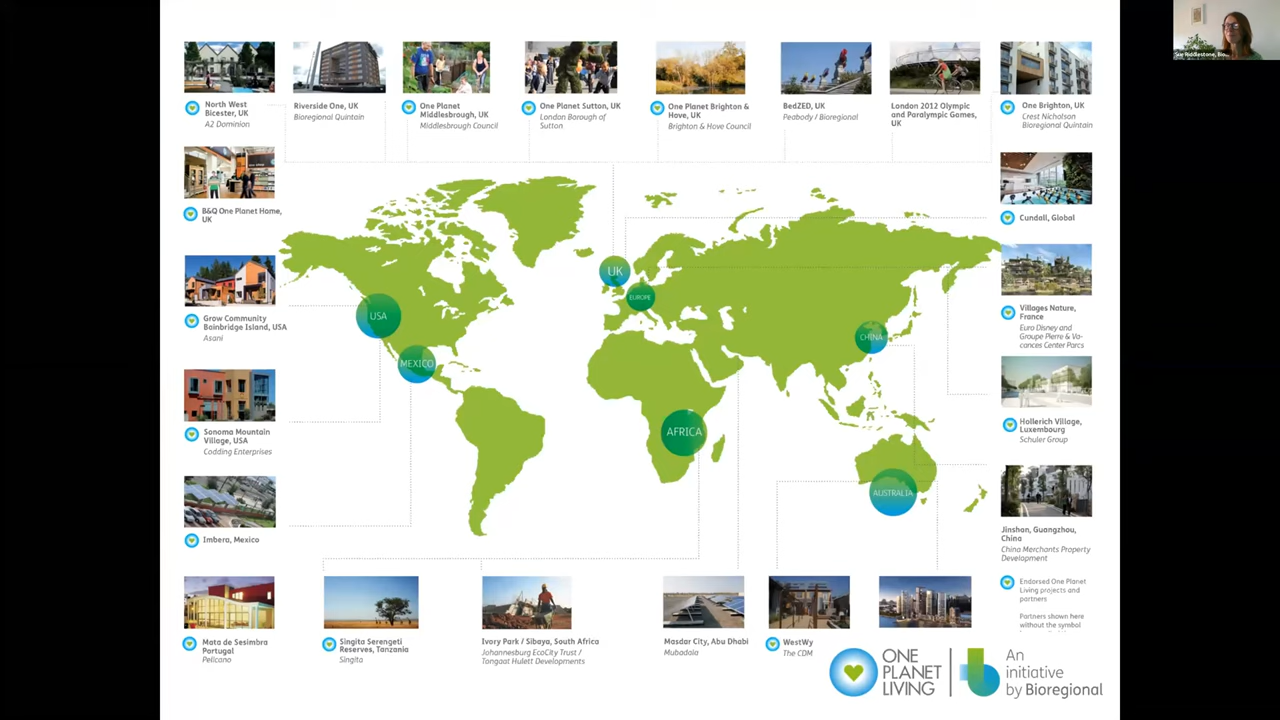 North West
Bicester, UK
A2 Dominion
Riverside One, UK
Bioregional Quintain
One Planet
Middlesbrough, UK
Middlesbrough Council
One Planet Sutton, UK
London Borough of
Sutton
One Planet Brighton &
Hove, UK
Brighton & Hove Council
BedZED, UK
Peabody / Bioregional
London 2012 Olympic
and Paralympic Games,
UK
One Brighton, UK
Crest Nicholson
Bioregional Quintain
Sue Riddlestone, Bio...
B&Q One Planet Home,
UK
Cundall, Global
Grow Community
Bainbridge Island, USA
Asani
Villages Nature,
France
Euro Disney and
Groupe Pierre & Va-
cances Center Parcs
Sonoma Mountain
Village, USA
Codding Enterprises
Hollerich Village,
Luxembourg
Schuler Group
Imbera, Mexico
Jinshan, Guangzhou,
China
China Merchants Property
Development
UK
EUROPE
USA
MEXICO
CHINA
AFRICA
AUSTRALIA
Mata de Sesimbra
Portugal
Pelicano
Singita Serengeti
Reserves, Tanzania
Singita
Ivory Park / Sibaya, South Africa
Johannesburg EcoCity Trust /
Tongaat Hulett Developments
Masdar City, Abu Dhabi
Mubadala
WestWy
The CDM
Endorsed One Planet
Living projects and
partners
Partners shown here
without the symbol
ONE
PLANET
LIVING
An
initiative
by Bioregional